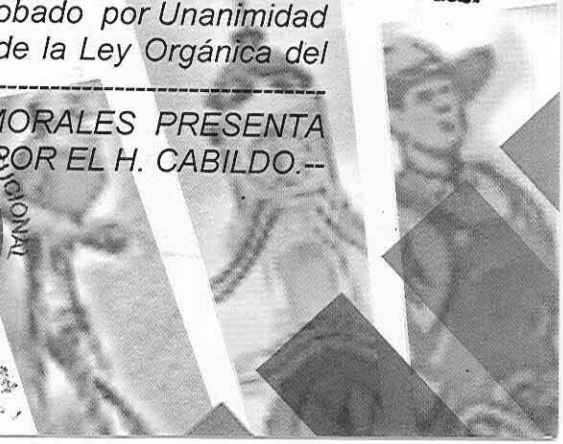 obado por Unanimidad
de la Ley Orgánica del
----------------------------------------
MORALES PRESENTA
POR EL H. CABILDO.--